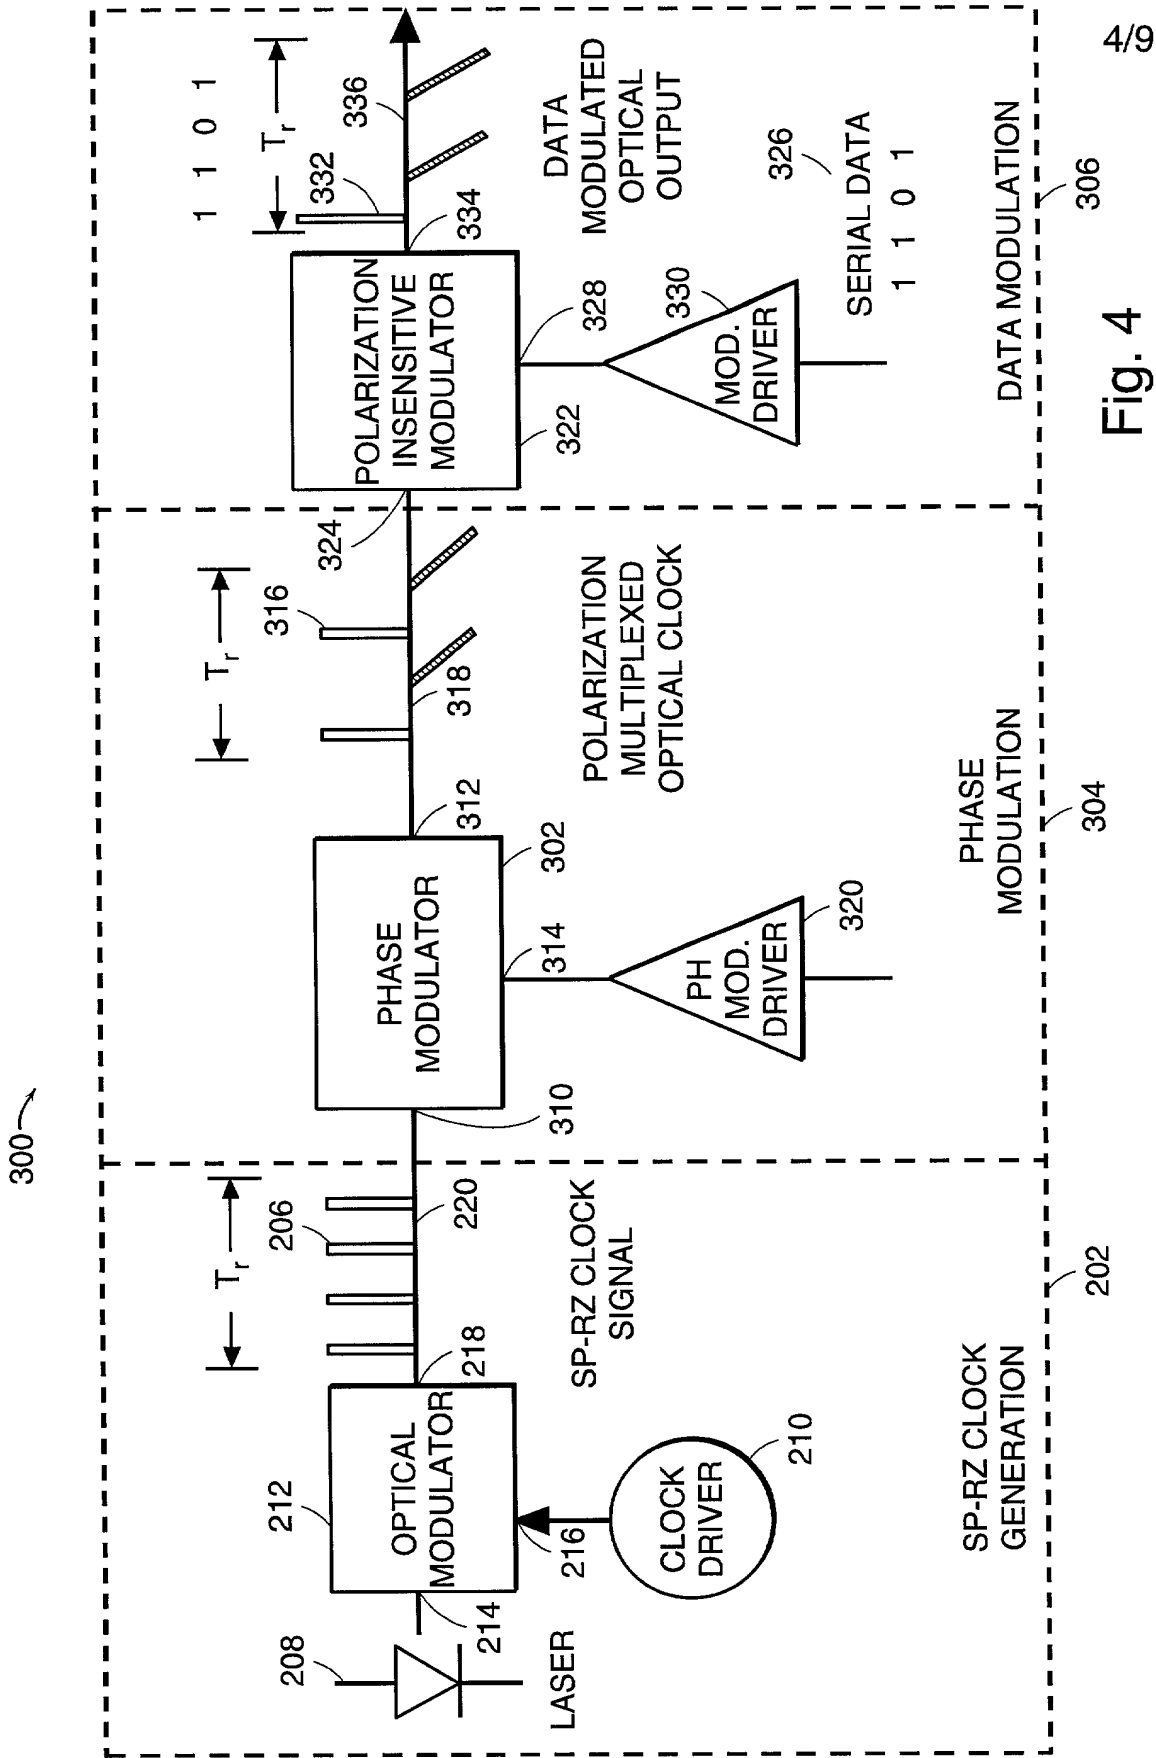 300
4/9
208
LASER
214
212
OPTICAL
MODULATOR
216
CLOCK
DRIVER
210
218
Tr
206
220
SP-RZ CLOCK
SIGNAL
SP-RZ CLOCK
GENERATION
202
310
PHASE
MODULATOR
302
312
314
PH
MOD.
DRIVER
320
Tr
316
318
POLARIZATION
MULTIPLEXED
OPTICAL CLOCK
PHASE
MODULATION
304
324
POLARIZATION
INSENSITIVE
MODULATOR
322
328
MOD.
DRIVER
330
334
1 1 0 1
Tr
332
336
DATA
MODULATED
OPTICAL
OUTPUT
326
SERIAL DATA
1 1 0 1
DATA MODULATION
306
Fig. 4